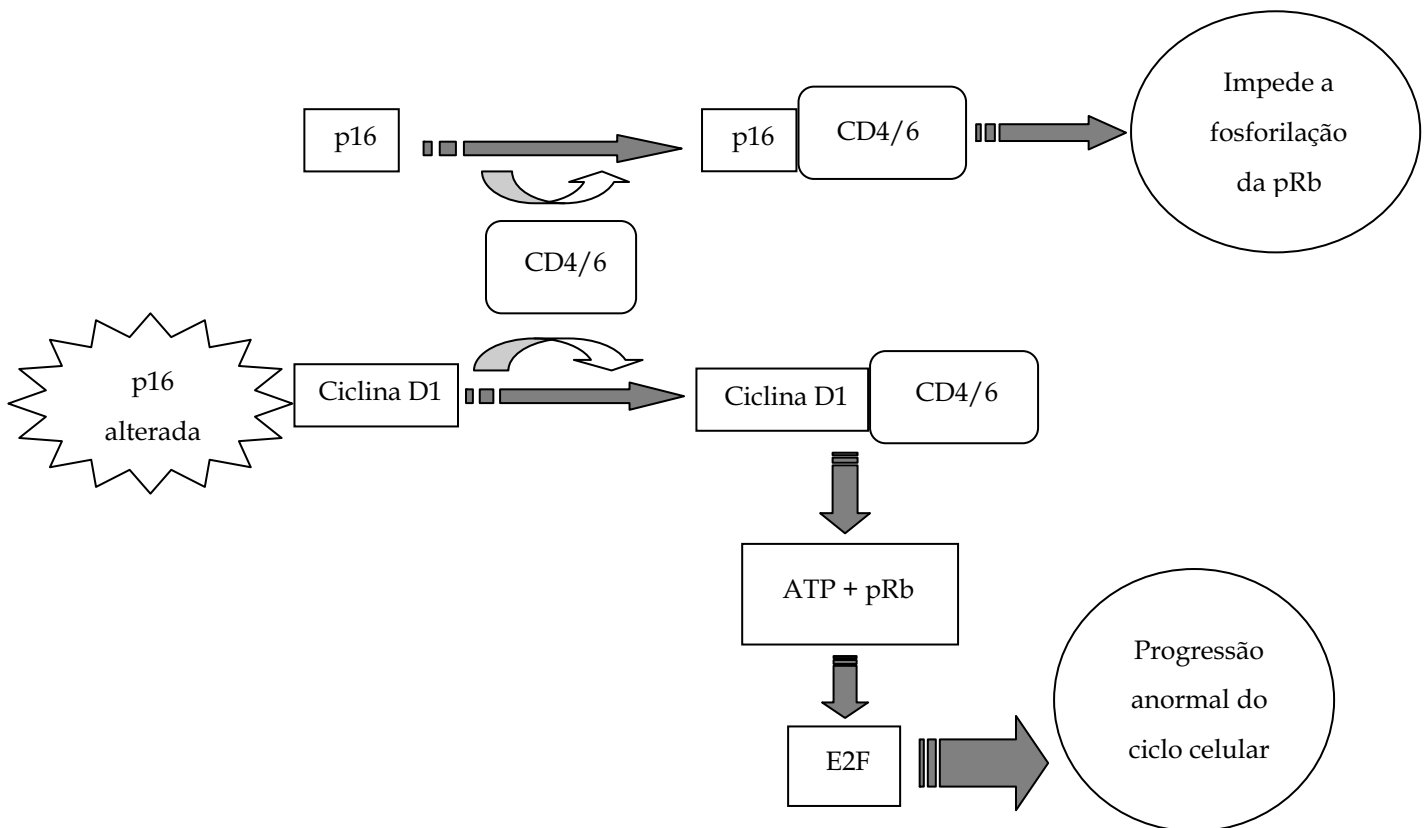 p16
p16
CD4/6
Impede a
fosforilação
da pRb
CD4/6
p16
alterada
Ciclina D1
Ciclina D1
CD4/6
ATP + pRb
E2F
Progressão
anormal do
ciclo celular